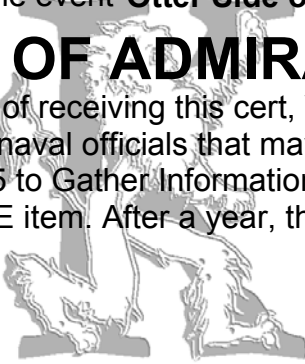 e event Otter Side o
OF ADMIRA
of receiving this cert,
naval officials that ma
5 to Gather Information
E item. After a year, th